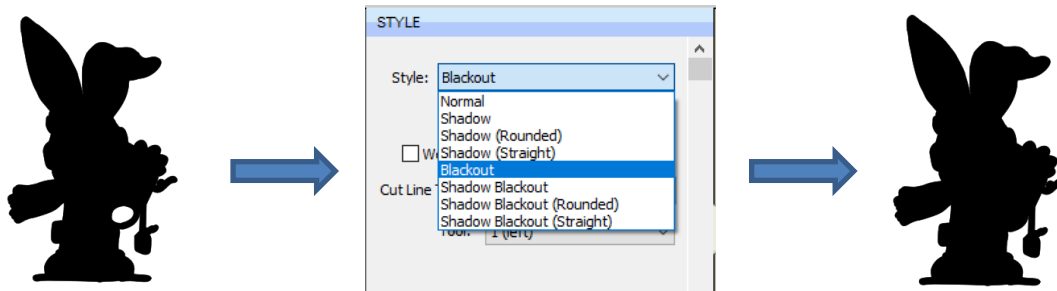 STYLE
Style: Blackout
Normal
Shadow
Shadow (Rounded)
Shadow (Straight)
Blackout
Cut Line
Shadow Blackout
Shadow Blackout (Rounded)
Shadow Blackout (Straight)
Tool: 1 (left)